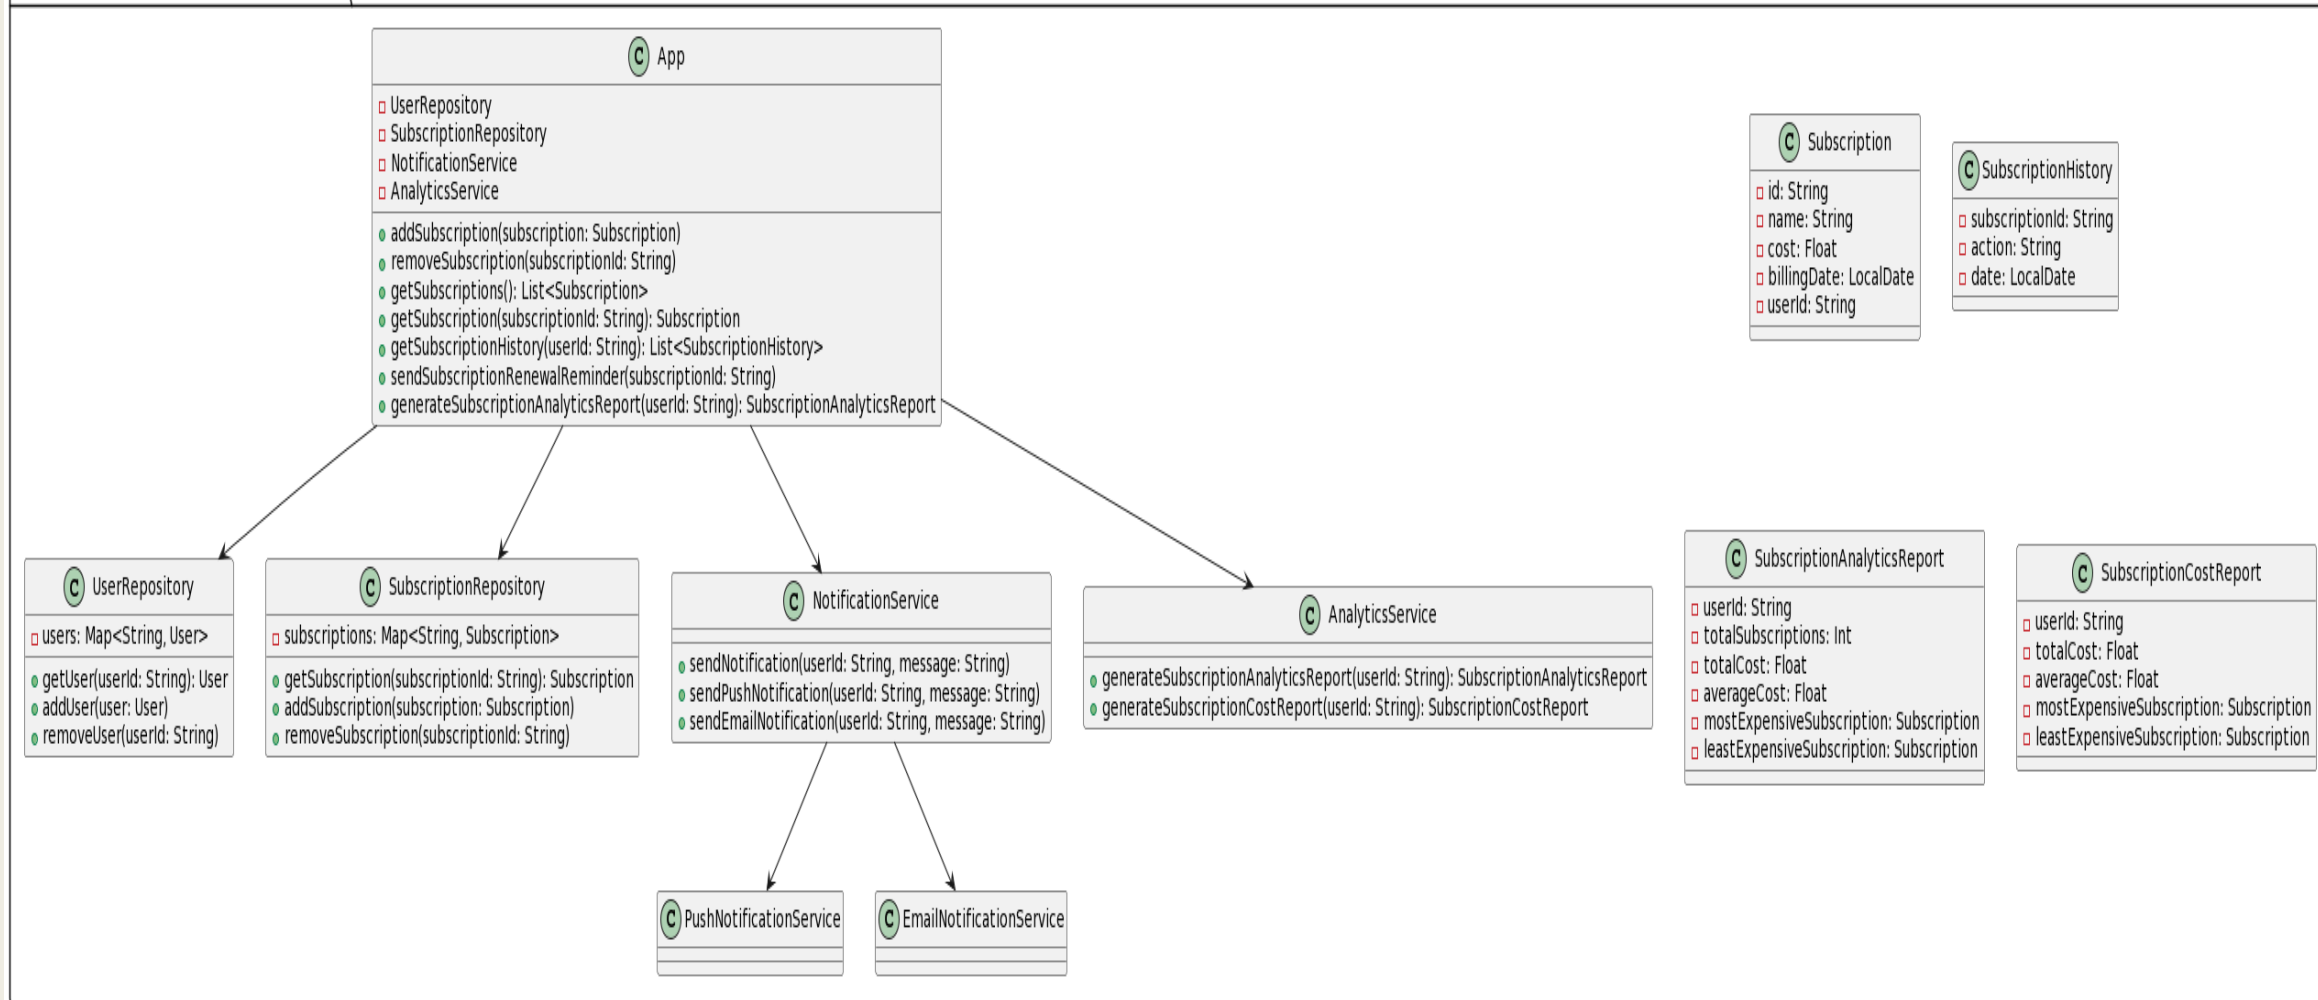 App
UserRepository
SubscriptionRepository
NotificationService
AnalyticsService
addSubscription(subscription: Subscription)
removeSubscription(subscriptionId: String)
getSubscriptions(): List<Subscription>
getSubscription(subscriptionId: String): Subscription
getSubscriptionHistory(userId: String): List<SubscriptionHistory>
sendSubscriptionRenewalReminder(subscriptionId: String)
generateSubscriptionAnalyticsReport(userId: String): SubscriptionAnalyticsReport
Subscription
id: String
name: String
cost: Float
billingDate: LocalDate
userId: String
SubscriptionHistory
subscriptionId: String
action: String
date: LocalDate
UserRepository
users: Map<String, User>
getUser(userId: String): User
addUser(user: User)
removeUser(userId: String)
SubscriptionRepository
subscriptions: Map<String, Subscription>
getSubscription(subscriptionId: String): Subscription
addSubscription(subscription: Subscription)
removeSubscription(subscriptionId: String)
NotificationService
sendNotification(userId: String, message: String)
sendPushNotification(userId: String, message: String)
sendEmailNotification(userId: String, message: String)
AnalyticsService
generateSubscriptionAnalyticsReport(userId: String): SubscriptionAnalyticsReport
generateSubscriptionCostReport(userId: String): SubscriptionCostReport
SubscriptionAnalyticsReport
userId: String
totalSubscriptions: Int
totalCost: Float
averageCost: Float
mostExpensiveSubscription: Subscription
leastExpensiveSubscription: Subscription
SubscriptionCostReport
userId: String
totalCost: Float
averageCost: Float
mostExpensiveSubscription: Subscription
leastExpensiveSubscription: Subscription
PushNotificationService
EmailNotificationService